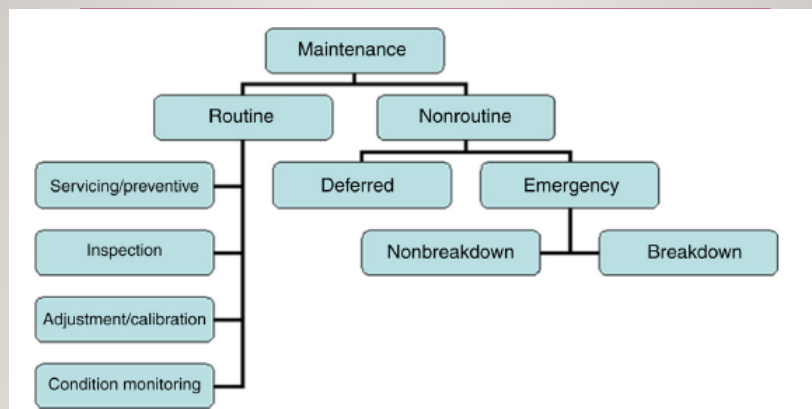 Maintenance
Routine
Nonroutine
Servicing/preventive
Deferred
Emergency
Inspection
Nonbreakdown
Breakdown
Adjustment/calibration
Condition monitoring